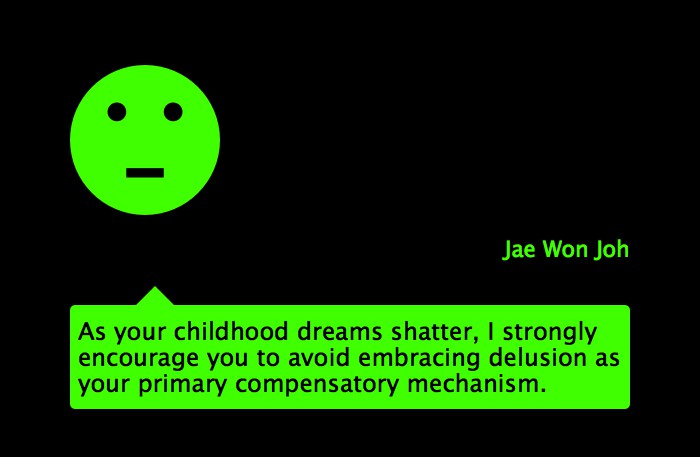 Jae Won Joh
As your childhood dreams shatter, I strongly
encourage you to avoid embracing delusion as
your primary compensatory mechanism.